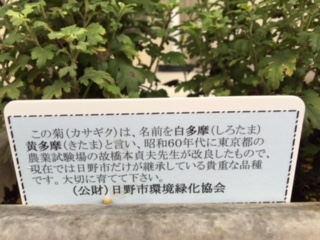 この菊(カサギク)は、名前を白多摩(しろたま)
黄多摩(きたま)と言い、昭和60年代に東京都の
農業試験場の故橋本貞夫先生が改良したもので、
現在では日野市だけが継承している貴重な品種
です。大切に育てて下さい。
(公財)日野市環境緑化協会